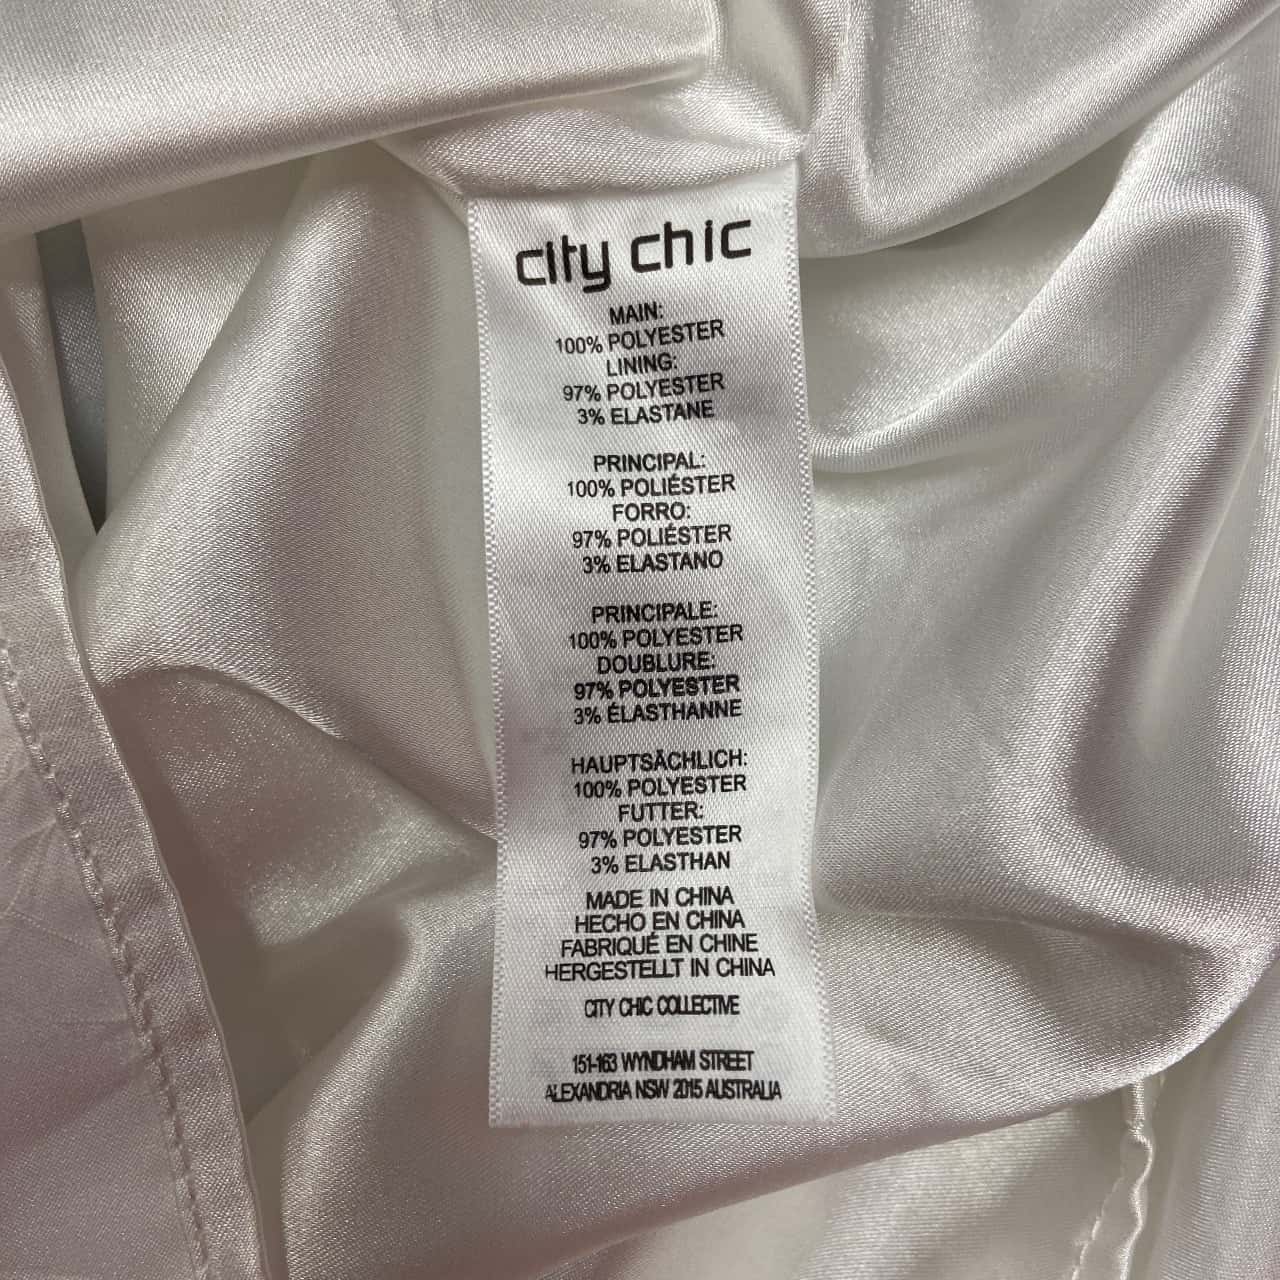 city chic
MAIN:
100% POLYESTER
LINING:
97% POLYESTER
3% ELASTANE
PRINCIPAL:
100% POLIÉSTER
FORRO:
97% POLIÉSTER
3% ELASTANO
PRINCIPALE:
100% POLYESTER
DOUBLURE:
97% POLYESTER
3% ÉLASTHANNE
HAUPTSÄCHLICH:
100% POLYESTER
FUTTER:
97% POLYESTER
3% ELASTHAN
MADE IN CHINA
HECHO EN CHINA
FABRIQUÉ EN CHINE
HERGESTELLT IN CHINA
CITY CHIC COLLECTIVE
151-163 WYNDHAM STREET
ALEXANDRIA NSW 2015 AUSTRALIA